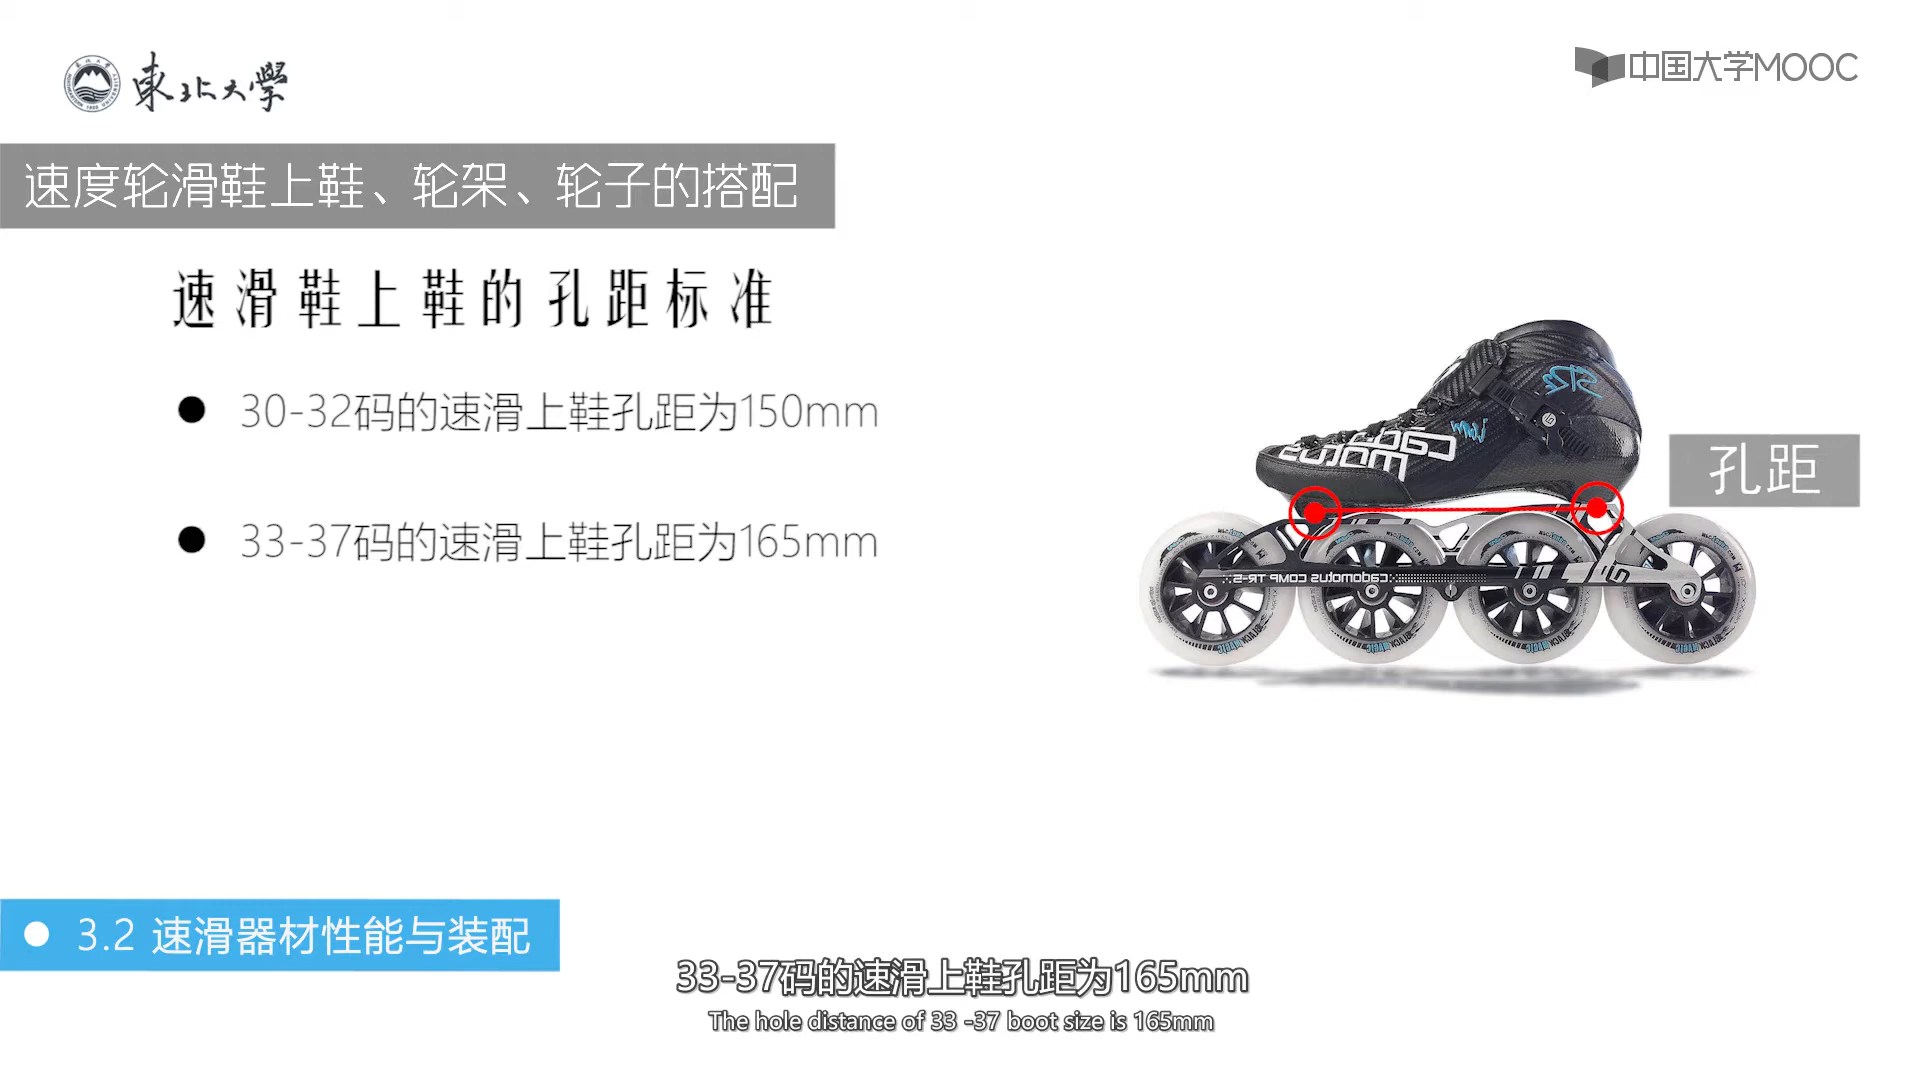 東北大學
中国大学MOOC
速度轮滑鞋上鞋、轮架、轮子的搭配
速滑鞋上鞋的孔距标准
30-32码的速滑上鞋孔距为150mm
33-37码的速滑上鞋孔距为165mm
孔距
cadomotus
cadomotus COMP TR-S
3.2 速滑器材性能与装配
33-37码的速滑上鞋孔距为165mm
The hole distance of 33 -37 boot size is 165mm